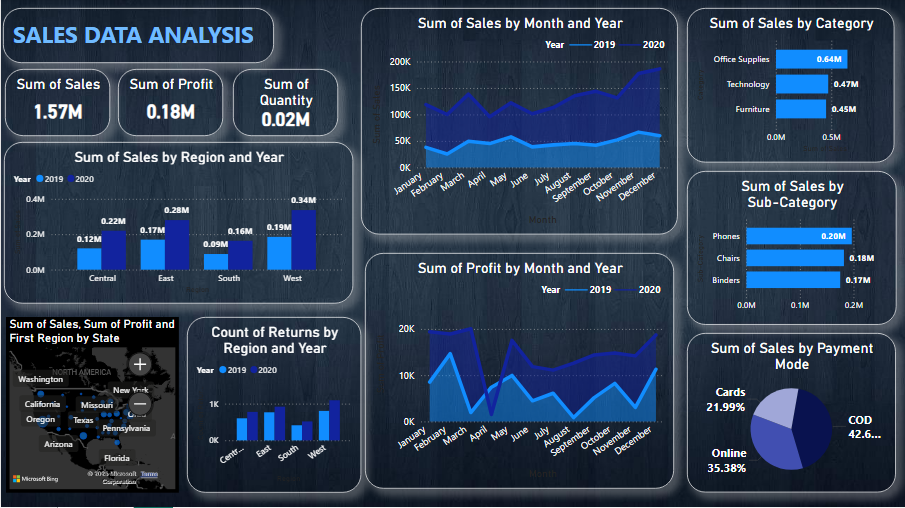 SALES DATA ANALYSIS
Sum of Sales
1.57M
Sum of Profit
0.18M
Sum of
Quantity
0.02M
Sum of Sales by Region and Year
Year 2019 2020
0.4M
0.2M
0.0M
0.12M
0.22M
0.17M
0.28M
0.09M
0.16M
0.19M
0.34M
Central
East
South
West
Sum of Sales, Sum of Profit and
First Region by State
NORTH AMERICA
Washington
New York
California
Missouri
Oregon
Texas
Pennsylvania
Arizona
Florida
Microsoft Bing
Microsoft
Corporation
Terms
Count of Returns by
Region and Year
Year 2019 2020
1K
0K
Centr...
East
South
West
Sum of Sales by Month and Year
Year 2019 2020
200K
150K
100K
50K
0K
January
February
March
April
May
June
July
August
September
October
November
December
Month
Sum of Profit by Month and Year
Year 2019 2020
20K
10K
0K
January
February
March
April
May
June
July
August
September
October
November
December
Month
Sum of Sales by Category
Office Supplies
0.64M
Technology
0.47M
Furniture
0.45M
0.0M
0.5M
Sum of Sales by
Sub-Category
Phones
0.20M
Chairs
0.18M
Binders
0.17M
0.0M
0.1M
0.2M
Sum of Sales by Payment
Mode
Cards
21.99%
COD
42.6...
Online
35.38%